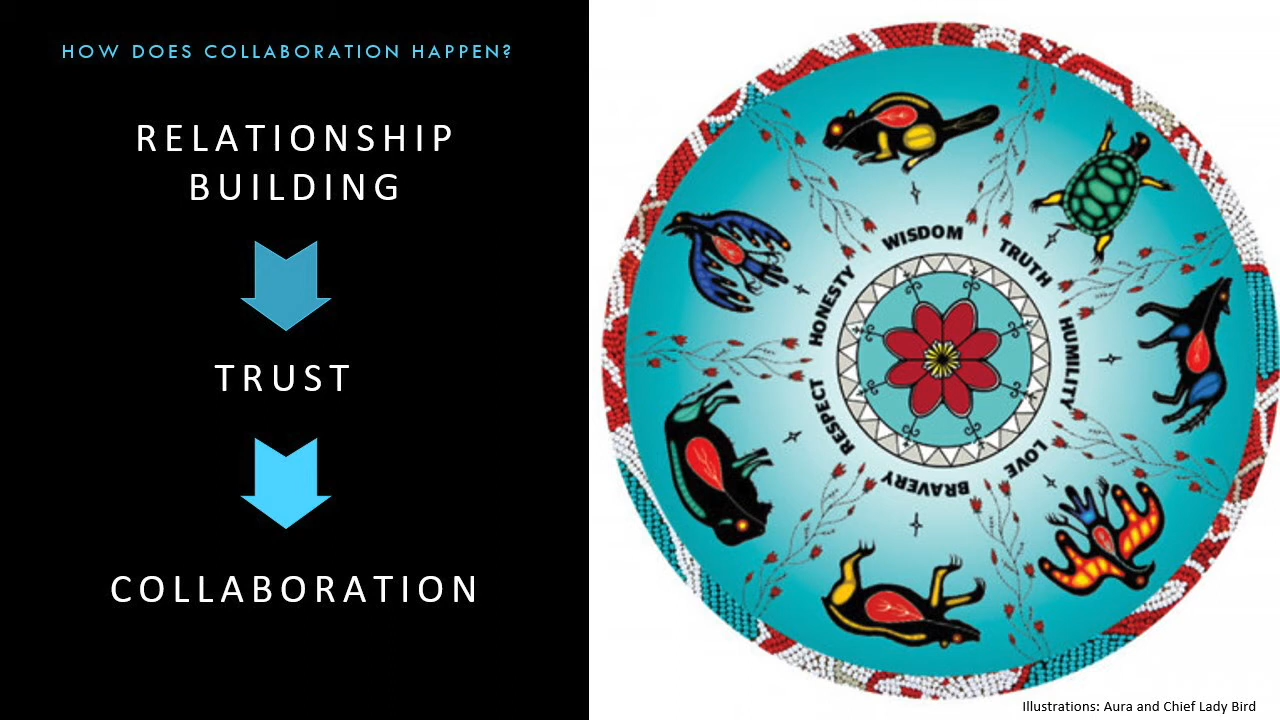 HOW DOES COLLABORATION HAPPEN?
RELATIONSHIP
BUILDING
TRUST
COLLABORATION
WISDOM
TRUTH
HUMILITY
LOVE
BRAVERY
RESPECT
HONESTY
Illustrations: Aura and Chief Lady Bird